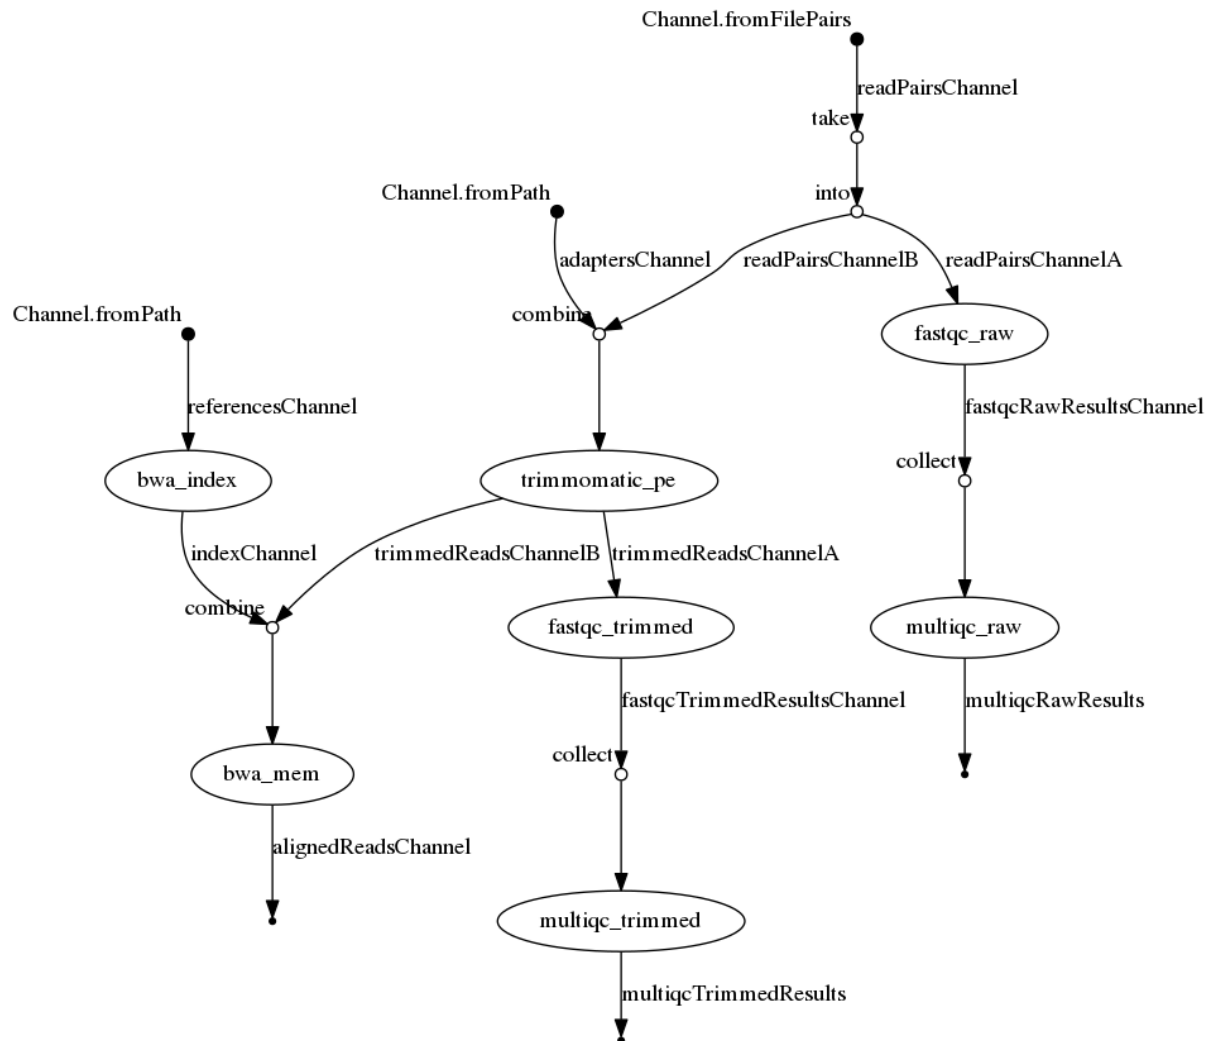 Channel.fromFilePairs
readPairsChannel
take
into
Channel.fromPath
adaptersChannel
readPairsChannelB
readPairsChannelA
combine
Channel.fromPath
fastqc_raw
referencesChannel
fastqcRawResultsChannel
collect
bwa_index
trimmomatic_pe
indexChannel
trimmedReadsChannelB
trimmedReadsChannelA
combine
fastqc_trimmed
multiqc_raw
fastqcTrimmedResultsChannel
multiqcRawResults
collect
bwa_mem
alignedReadsChannel
multiqc_trimmed
multiqcTrimmedResults